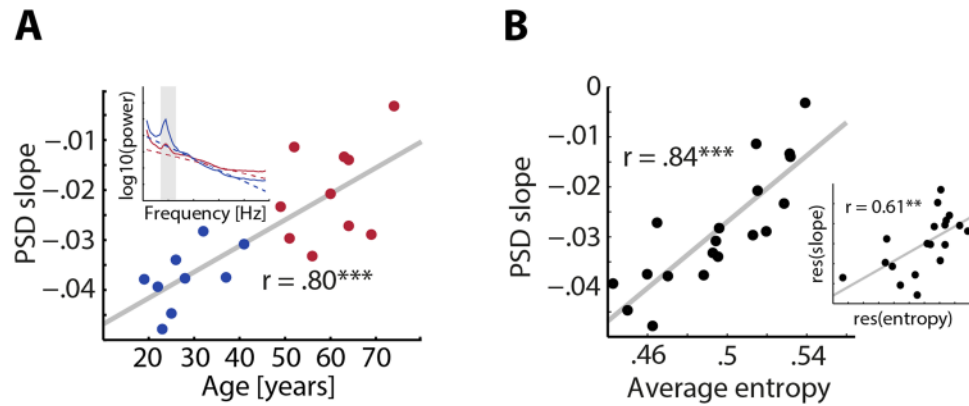 A
B
PSD slope
−.01
−.02
−.03
−.04
log10(power)
Frequency [Hz]
r = .80***
20 30 40 50 60 70
Age [years]
PSD slope
0
−.01
−.02
−.03
−.04
r = .84***
.46 .5 .54
Average entropy
r = 0.61**
res(slope)
res(entropy)